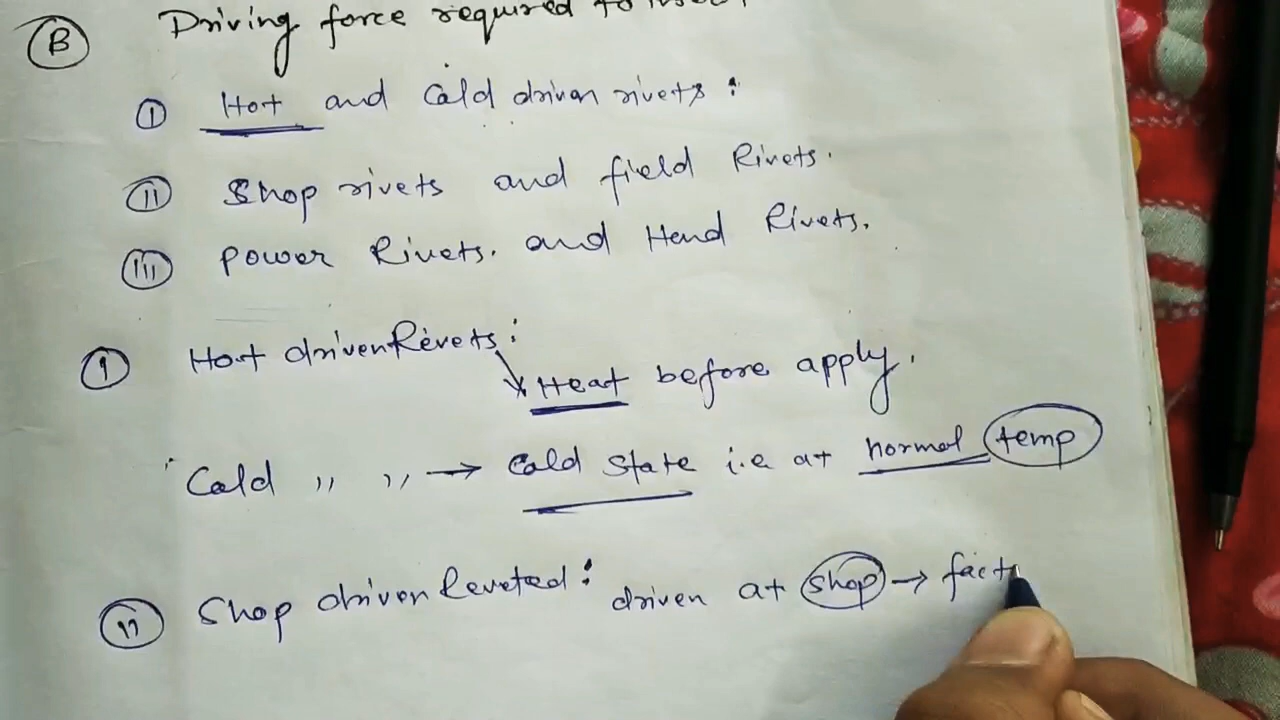 B Driving force required to
i Hot and Cold driven rivets :
ii Shop rivets and field Rivets.
iii Power Rivets. and Hand Rivets.
i Hot driven Rivets :
Heat before apply.
Cold " " → Cold State i.e at normal temp
ii Shop driven Reveted : driven at shop → fact